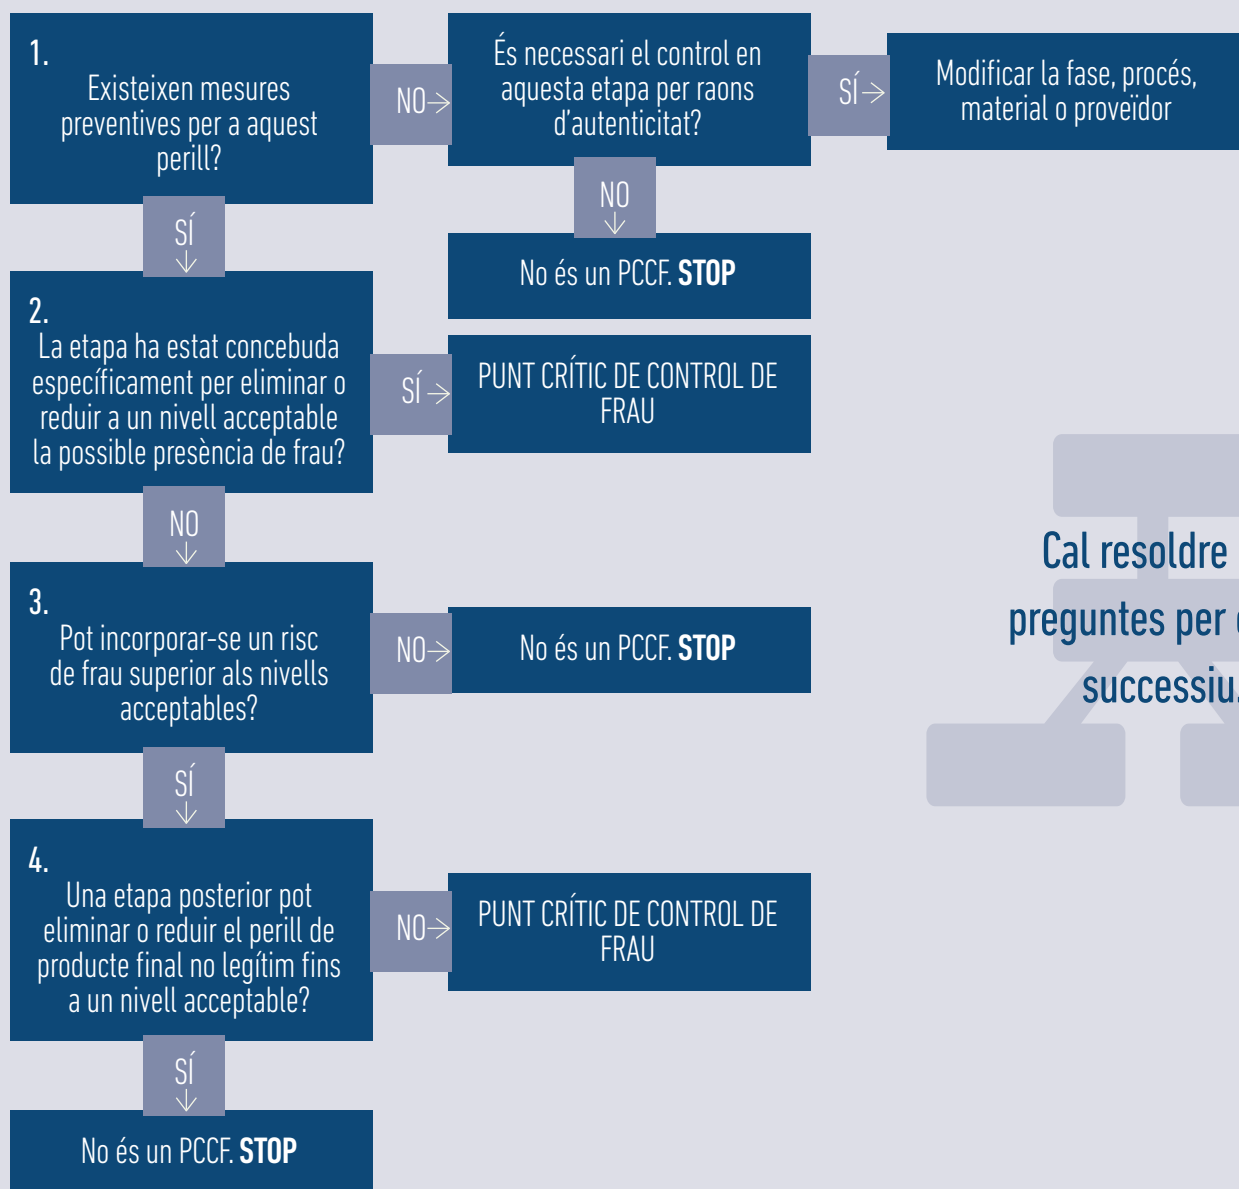 1.
Existeixen mesures
preventives per a aquest
perill?
NO→
És necessari el control en
aquesta etapa per raons
d'autenticitat?
SÍ→
Modificar la fase, procés,
material o proveïdor
NO
↓
No és un PCCF. STOP
SÍ
↓
2.
La etapa ha estat concebuda
específicament per eliminar o
reduir a un nivell acceptable
la possible presència de frau?
SÍ→
PUNT CRÍTIC DE CONTROL DE
FRAU
NO
↓
3.
Pot incorporar-se un risc
de frau superior als nivells
acceptables?
NO→
No és un PCCF. STOP
SÍ
↓
4.
Una etapa posterior pot
eliminar o reduir el perill de
producte final no legítim fins
a un nivell acceptable?
NO→
PUNT CRÍTIC DE CONTROL DE
FRAU
SÍ
↓
No és un PCCF. STOP
Cal resoldre
preguntes per
successiu.